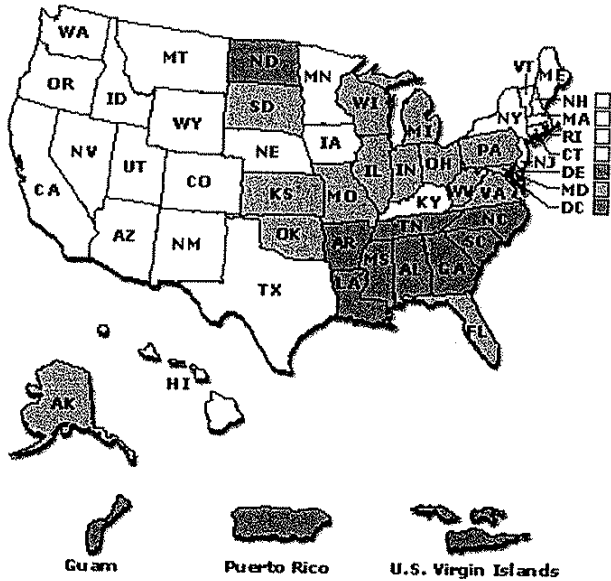 WA
MT
ND
MN
VT
ME
OR
ID
SD
WI
MI
NY
NH
MA
RI
CT
NJ
DE
MD
DC
WY
NV
UT
CO
NE
IA
IL
IN
OH
PA
CA
KS
MO
KY
WV
VA
AZ
NM
OK
AR
TN
NC
SC
MS
AL
GA
LA
TX
FL
HI
AK
Guam
Puerto Rico
U.S. Virgin Islands